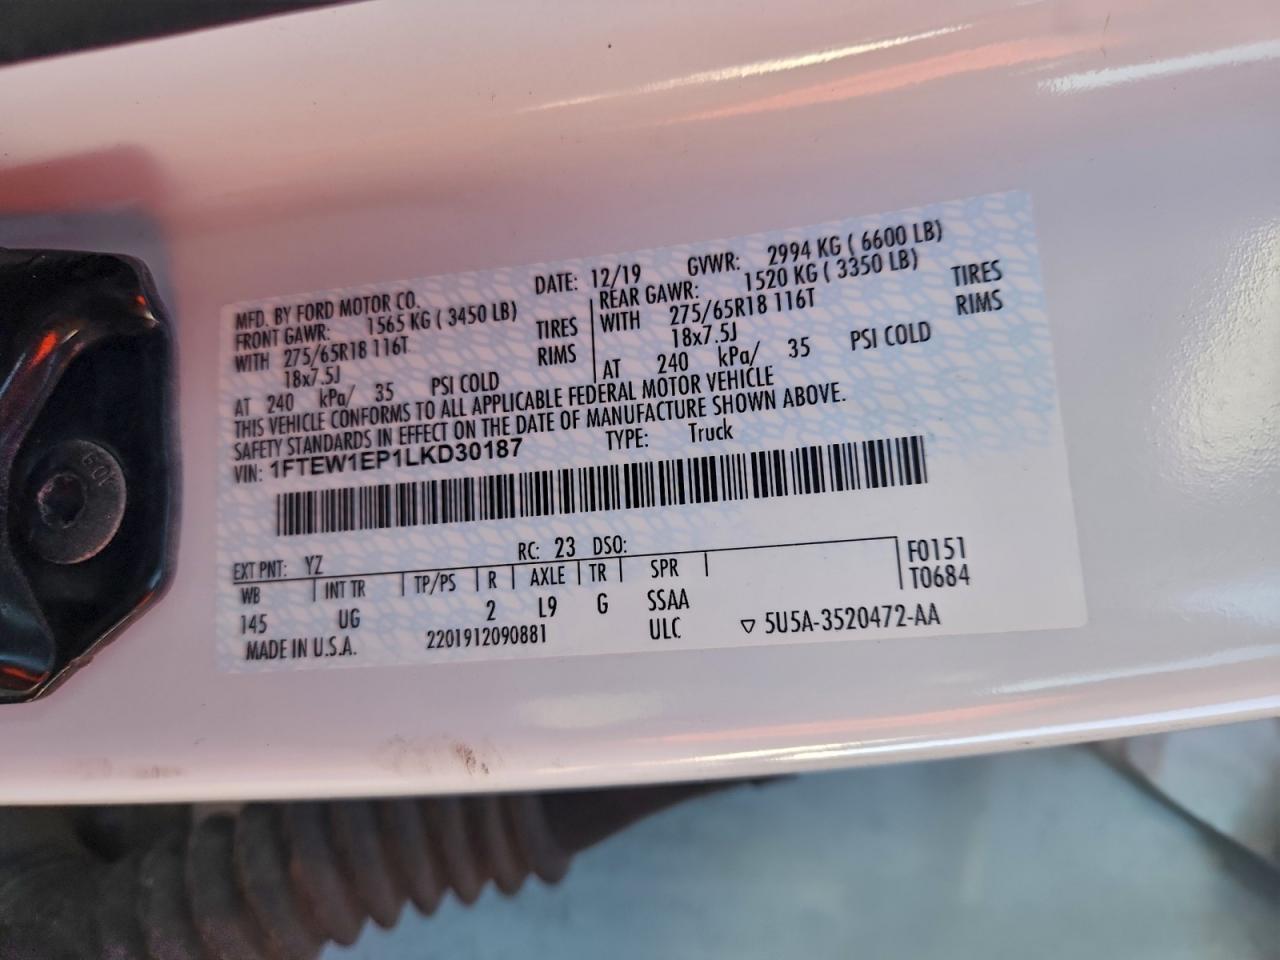 MFD. BY FORD MOTOR CO. DATE: 12/19 GVWR: 2994 KG ( 6600 LB)
FRONT GAWR: 1565 KG ( 3450 LB) REAR GAWR: 1520 KG ( 3350 LB)
WITH 275/65R18 116T TIRES WITH 275/65R18 116T TIRES
18x7.5J RIMS 18x7.5J RIMS
AT 240 kPa/ 35 PSI COLD AT 240 kPa/ 35 PSI COLD
THIS VEHICLE CONFORMS TO ALL APPLICABLE FEDERAL MOTOR VEHICLE
SAFETY STANDARDS IN EFFECT ON THE DATE OF MANUFACTURE SHOWN ABOVE.
VIN: 1FTEW1EP1LKD30187 TYPE: Truck
EXT PNT: YZ RC: 23 DSO:
WB INT TR TP/PS R AXLE TR SPR F0151
145 UG 2 L9 G SSAA T0684
MADE IN U.S.A. 2201912090881 ULC ▽ 5U5A-3520472-AA